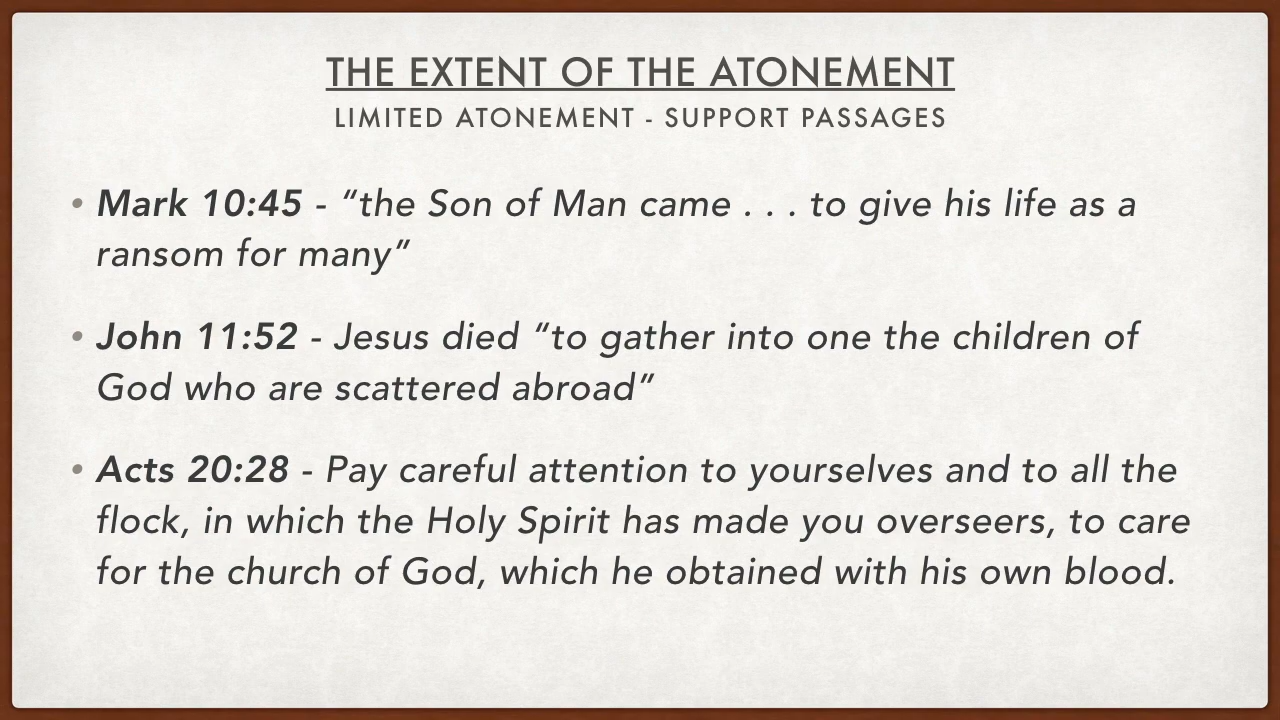 THE EXTENT OF THE ATONEMENT
LIMITED ATONEMENT - SUPPORT PASSAGES
• Mark 10:45 - “the Son of Man came . . . to give his life as a
ransom for many”
• John 11:52 - Jesus died “to gather into one the children of
God who are scattered abroad”
• Acts 20:28 - Pay careful attention to yourselves and to all the
flock, in which the Holy Spirit has made you overseers, to care
for the church of God, which he obtained with his own blood.